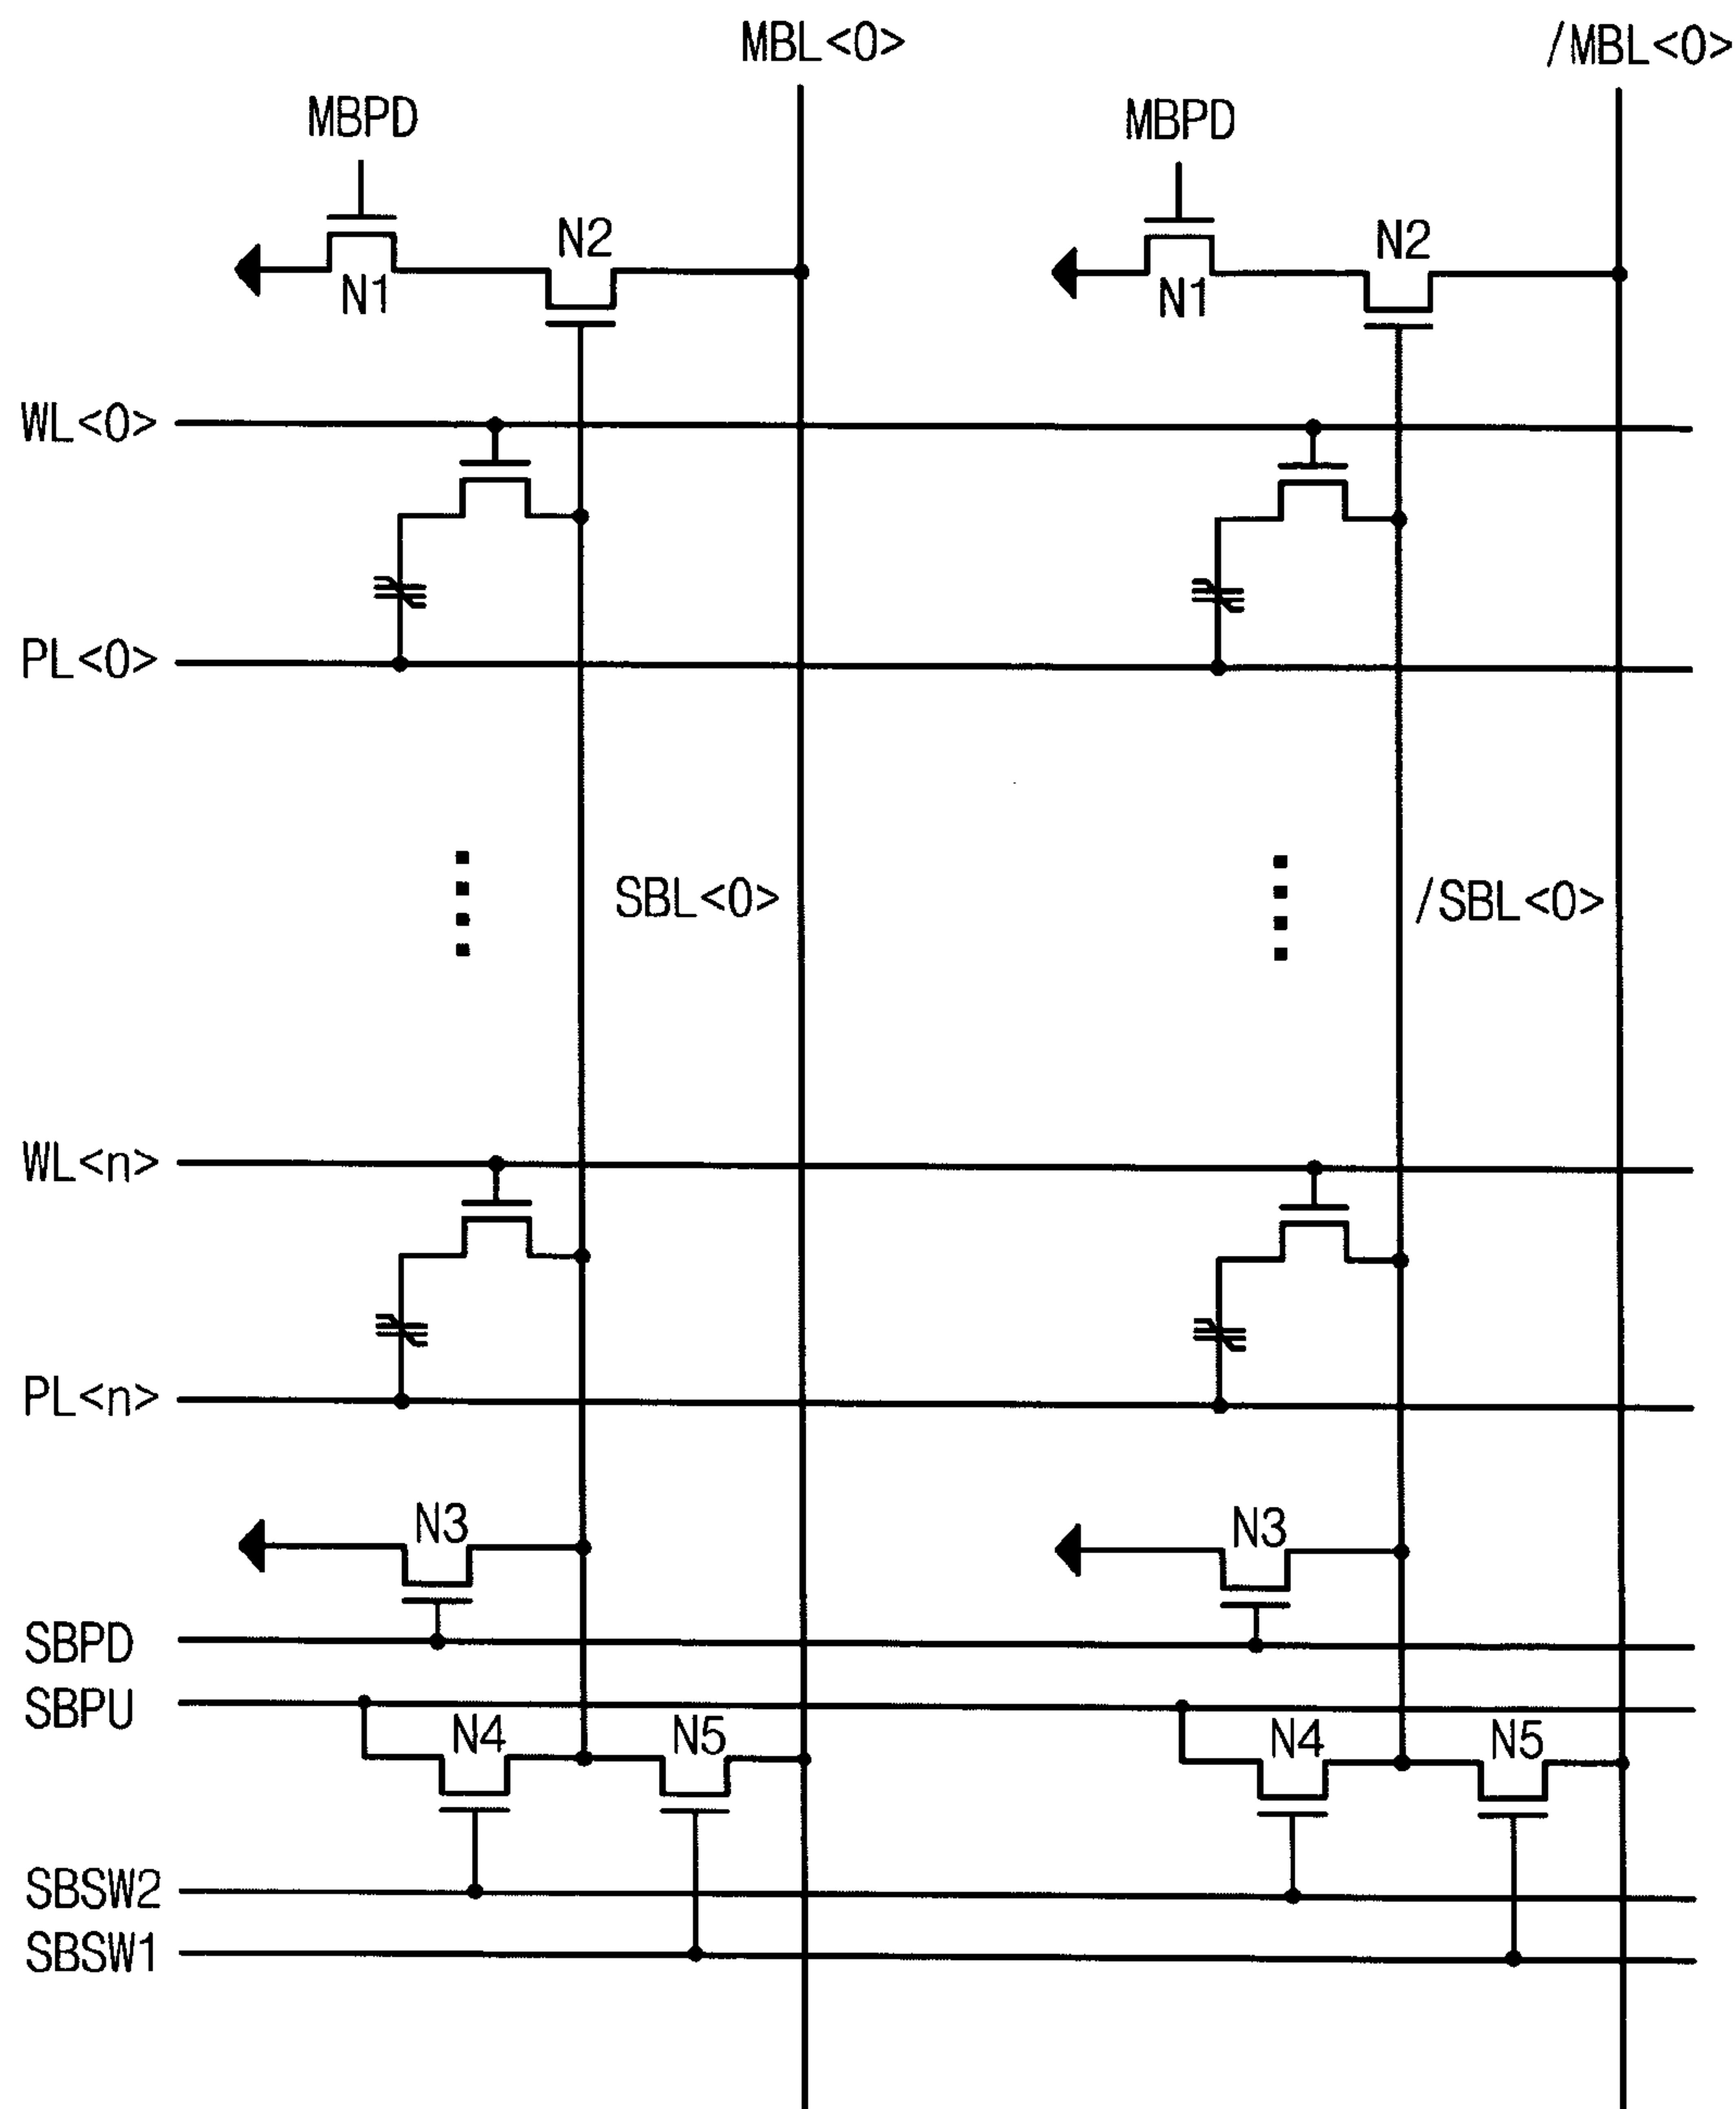 MBL<0> /MBL<0>
MBPD MBPD
N2 N2
N1 N1
WL<0>
PL<0>
SBL<0> /SBL<0>
WL<n>
PL<n>
N3 N3
SBPD
SBPU
N4 N5 N4 N5
SBSW2
SBSW1